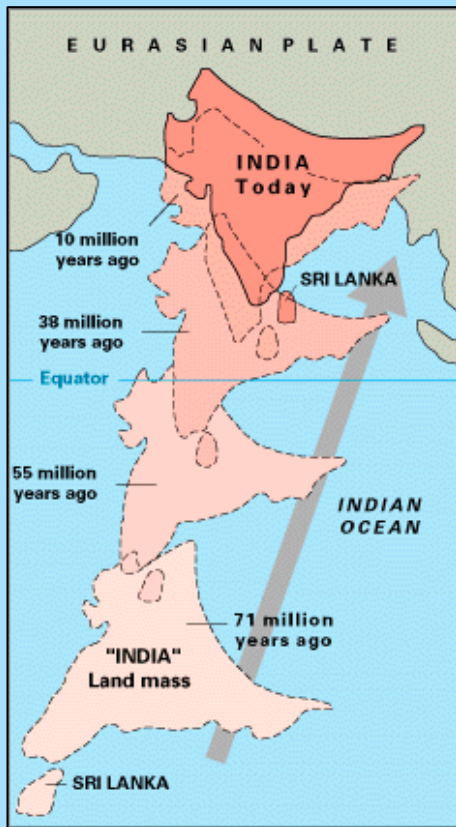 EURASIAN PLATE
INDIA
Today
10 million
years ago
SRI LANKA
38 million
years ago
Equator
55 million
years ago
INDIAN
OCEAN
71 million
years ago
"INDIA"
Land mass
SRI LANKA